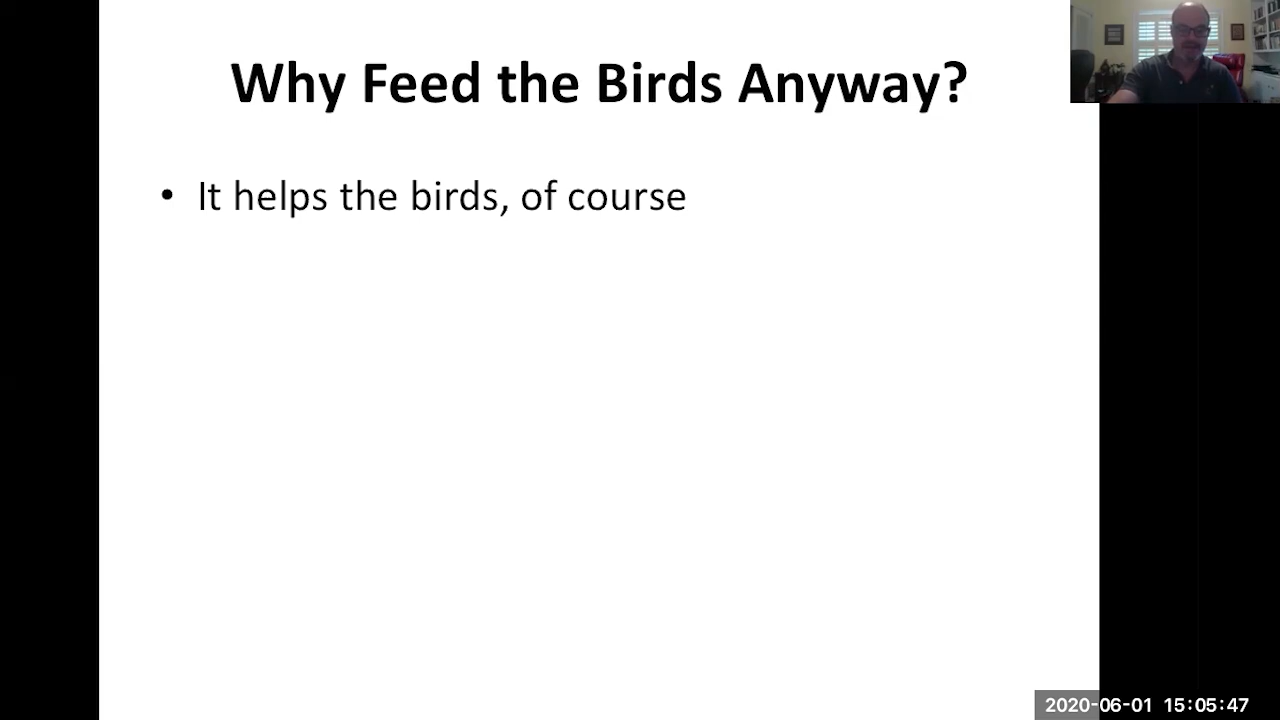 Why Feed the Birds Anyway?
• It helps the birds, of course
2020-06-01 15:05:47